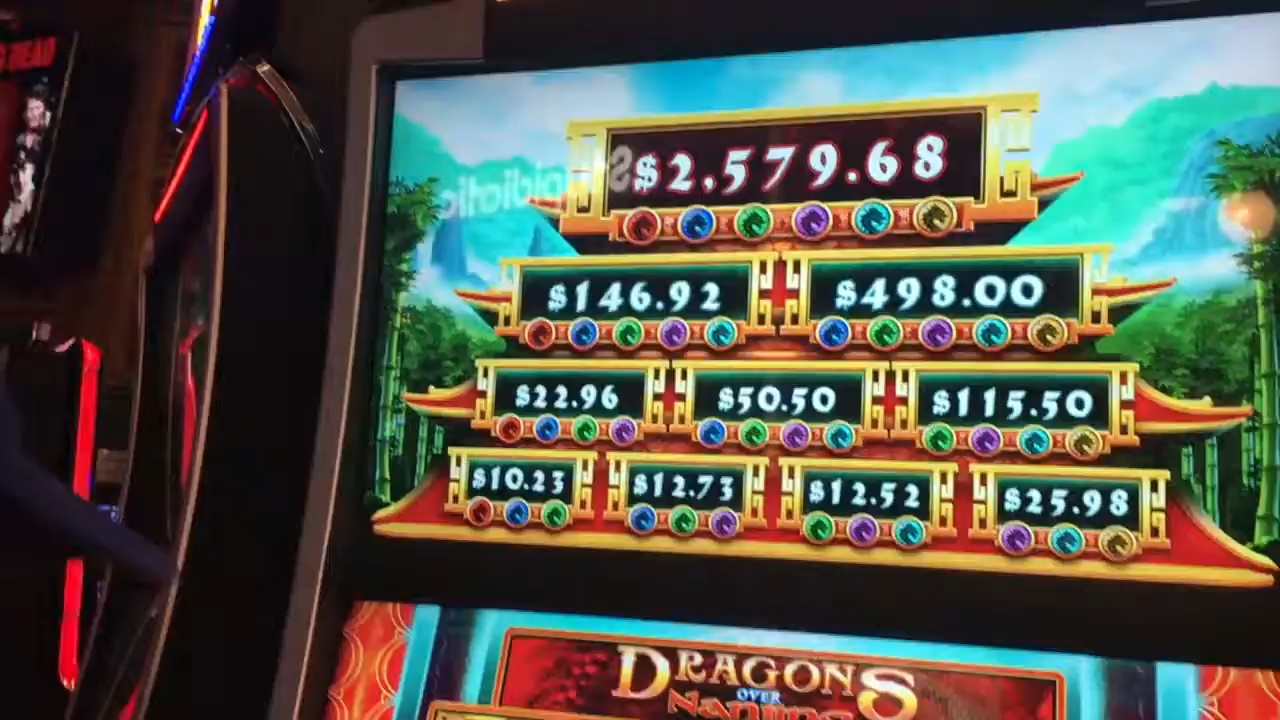 $2,579.68
$146.92 $498.00
$22.96 $50.50 $115.50
$10.23 $12.73 $12.52 $25.98
DRAGONS
OVER
NANJING